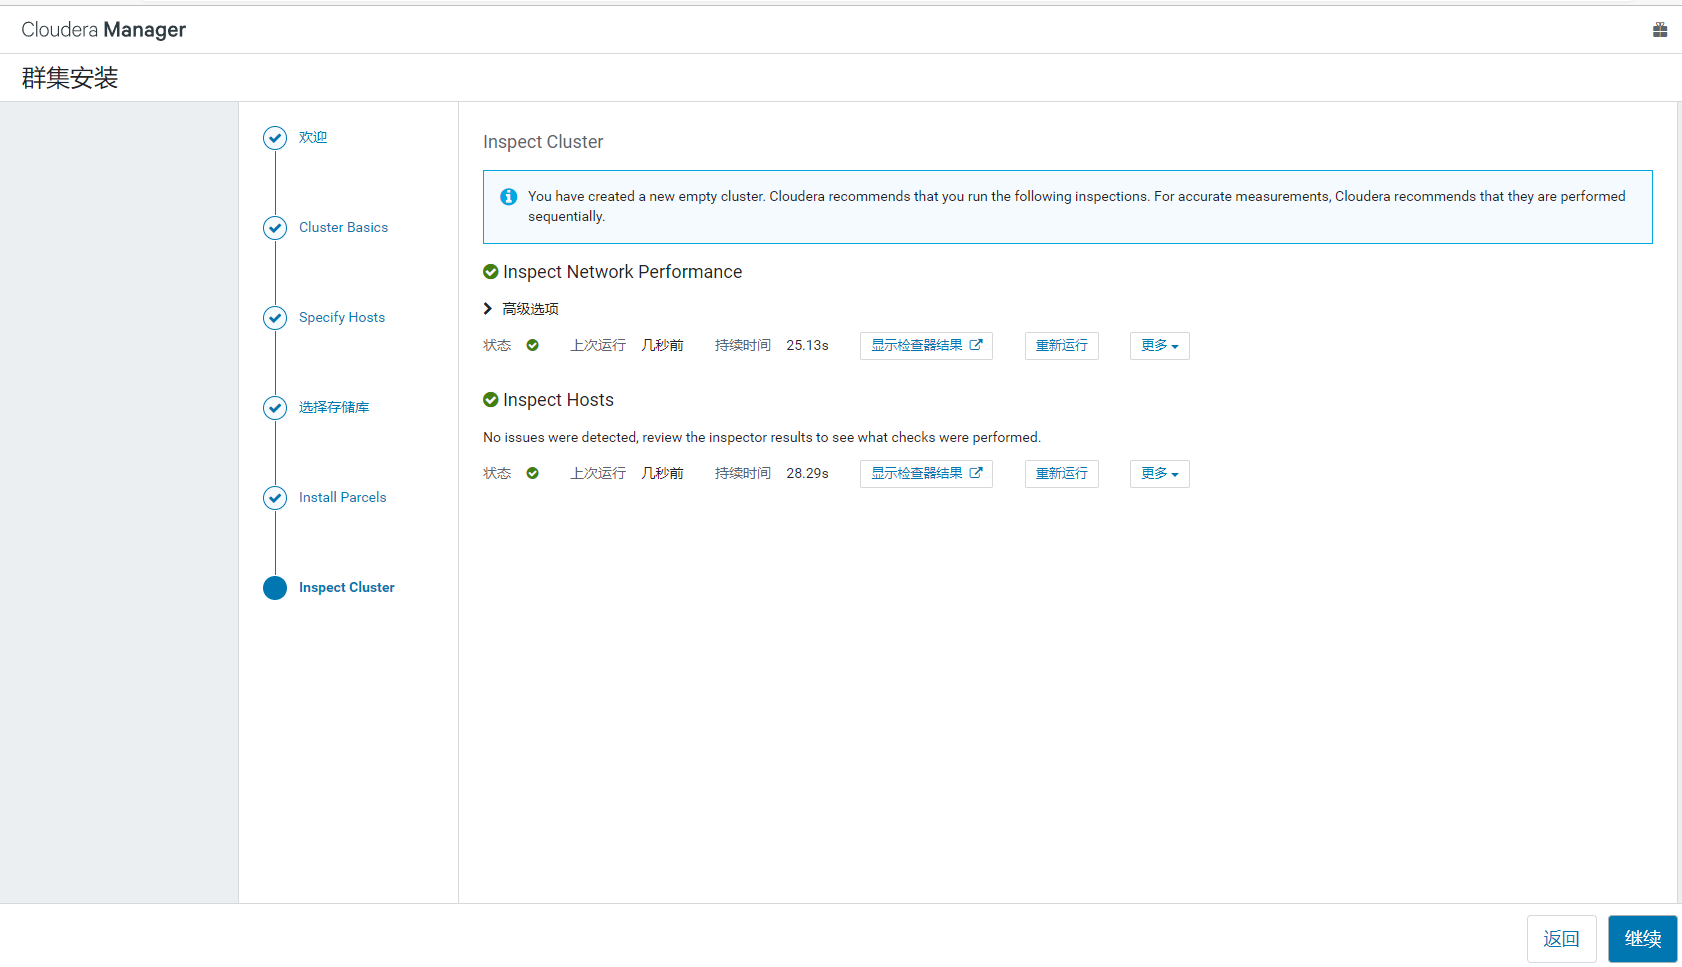 Cloudera Manager
群集安装
欢迎
Cluster Basics
Specify Hosts
选择存储库
Install Parcels
Inspect Cluster
Inspect Cluster
You have created a new empty cluster. Cloudera recommends that you run the following inspections. For accurate measurements, Cloudera recommends that they are performed
sequentially.
Inspect Network Performance
高级选项
状态 上次运行 几秒前 持续时间 25.13s 显示检查器结果 重新运行 更多
Inspect Hosts
No issues were detected, review the inspector results to see what checks were performed.
状态 上次运行 几秒前 持续时间 28.29s 显示检查器结果 重新运行 更多
返回 继续